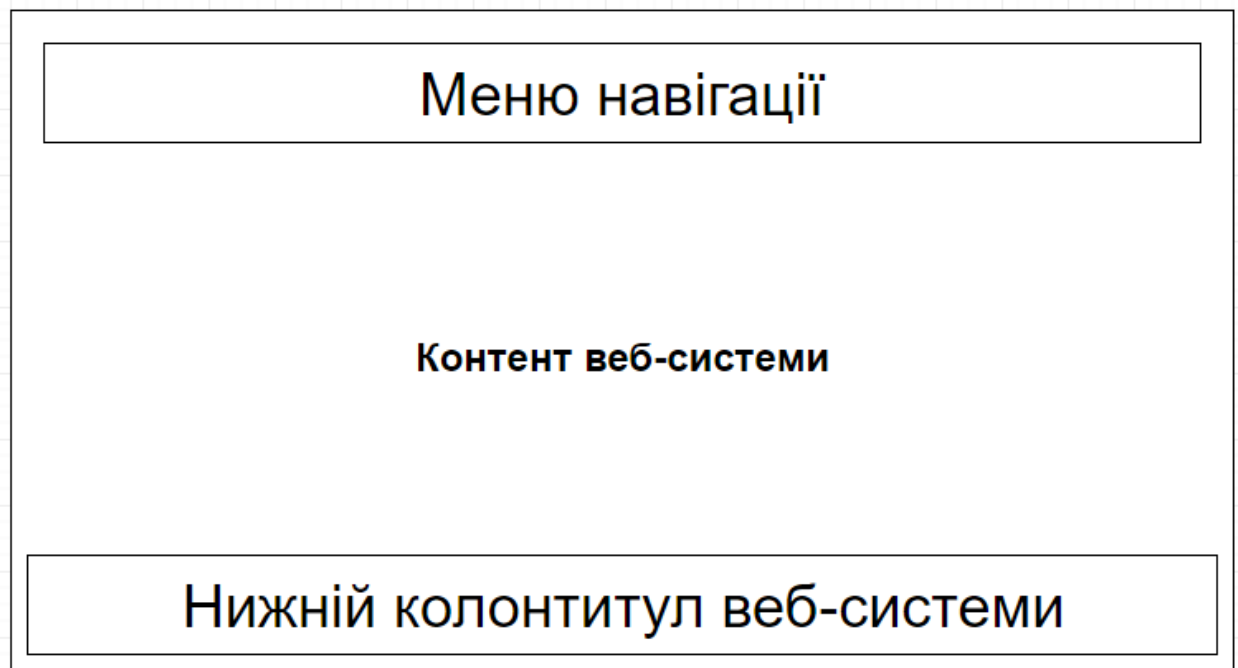 Меню навігації
Контент веб-системи
Нижній колонтитул веб-системи